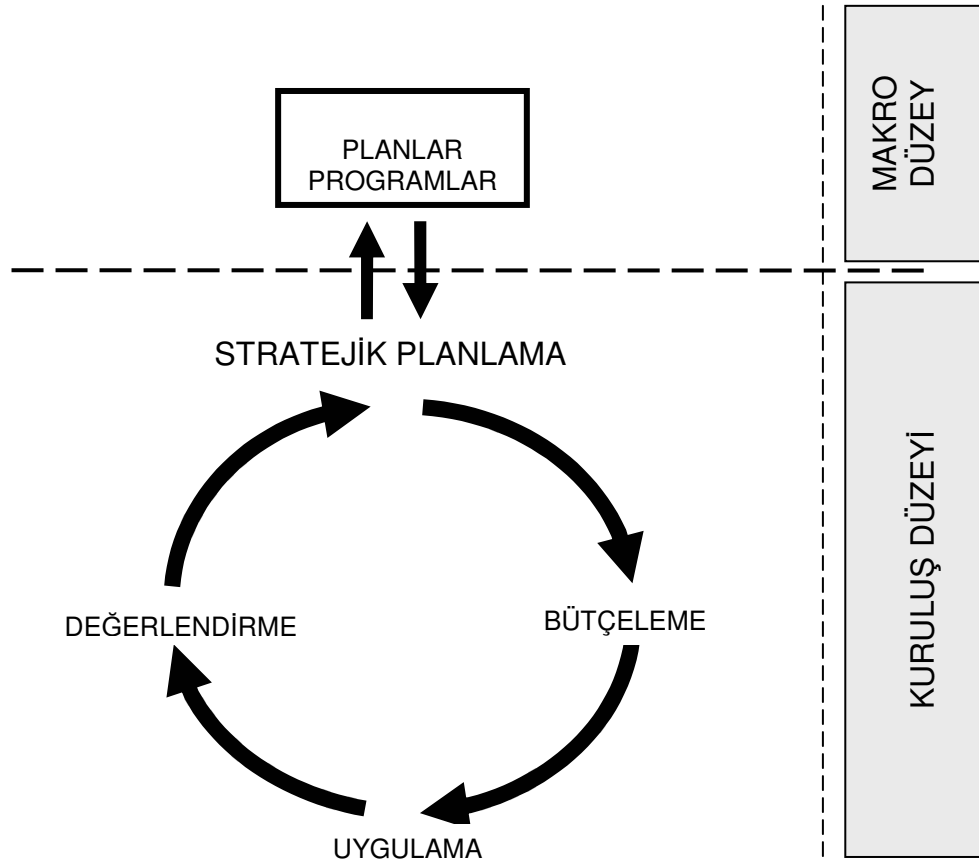 PLANLAR
PROGRAMLAR
MAKRO
DÜZEY
STRATEJİK PLANLAMA
DEĞERLENDİRME
BÜTÇELEME
UYGULAMA
KURULUŞ DÜZEYİ